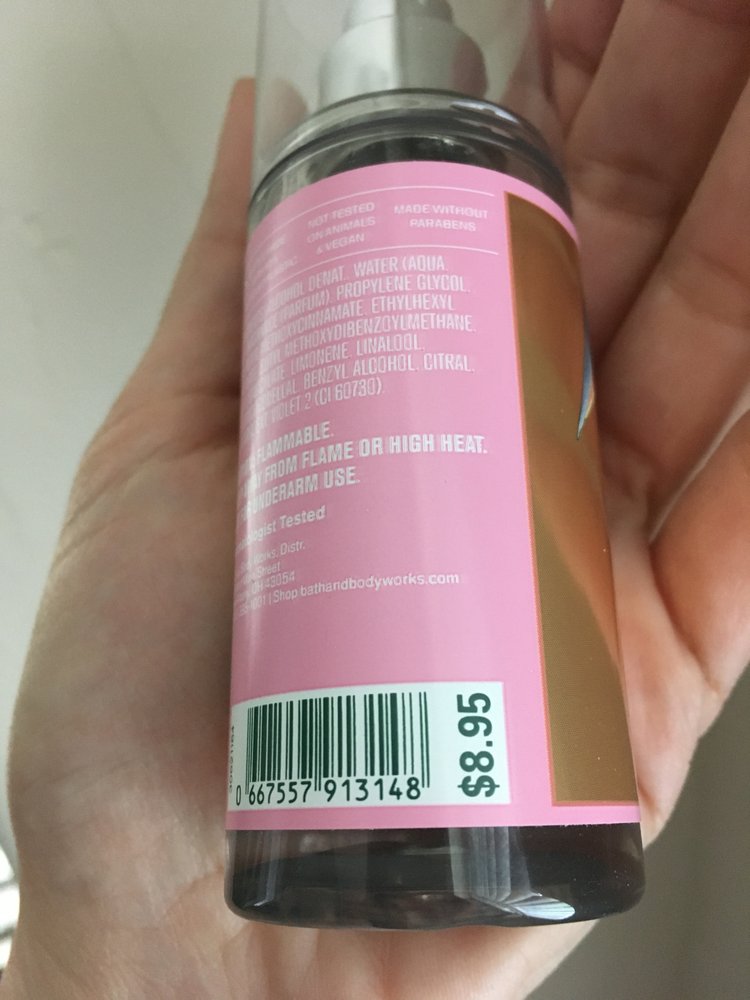 NOT TESTED
ON ANIMALS
& VEGAN
MADE WITHOUT
PARABENS
DENAT., WATER (AQUA,
(PARFUM), PROPYLENE GLYCOL,
ETHYLHEXYL
METHOXYDIBENZOYLMETHANE,
LIMONENE, LINALOOL,
BENZYL ALCOHOL, CITRAL,
VIOLET 2 (CI 60730).
FLAMMABLE.
FROM FLAME OR HIGH HEAT.
UNDERARM USE.
Tested
Works, Distr.
Street
OH 43054
Shop bathandbodyworks.com
$8.95
0 667557 913148